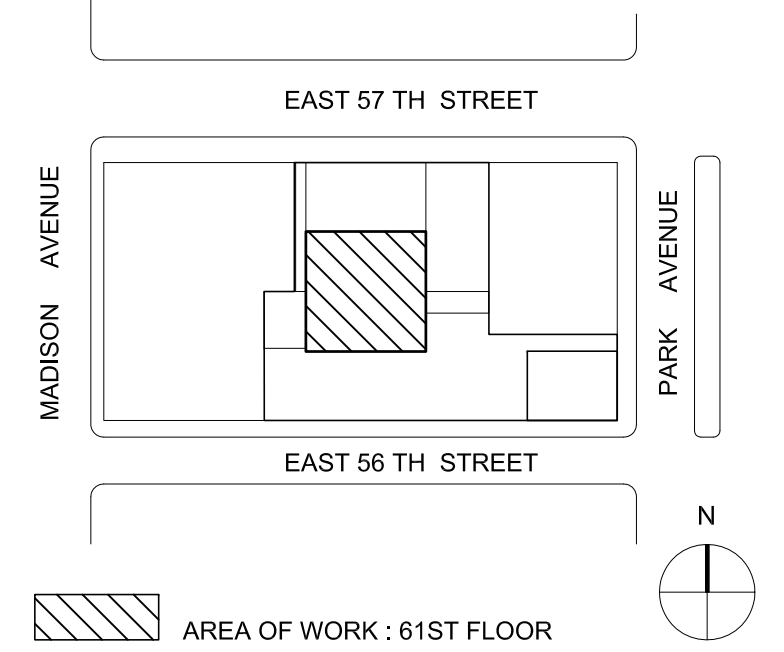 EAST 57 TH STREET
MADISON AVENUE
PARK AVENUE
EAST 56 TH STREET
N
AREA OF WORK : 61ST FLOOR